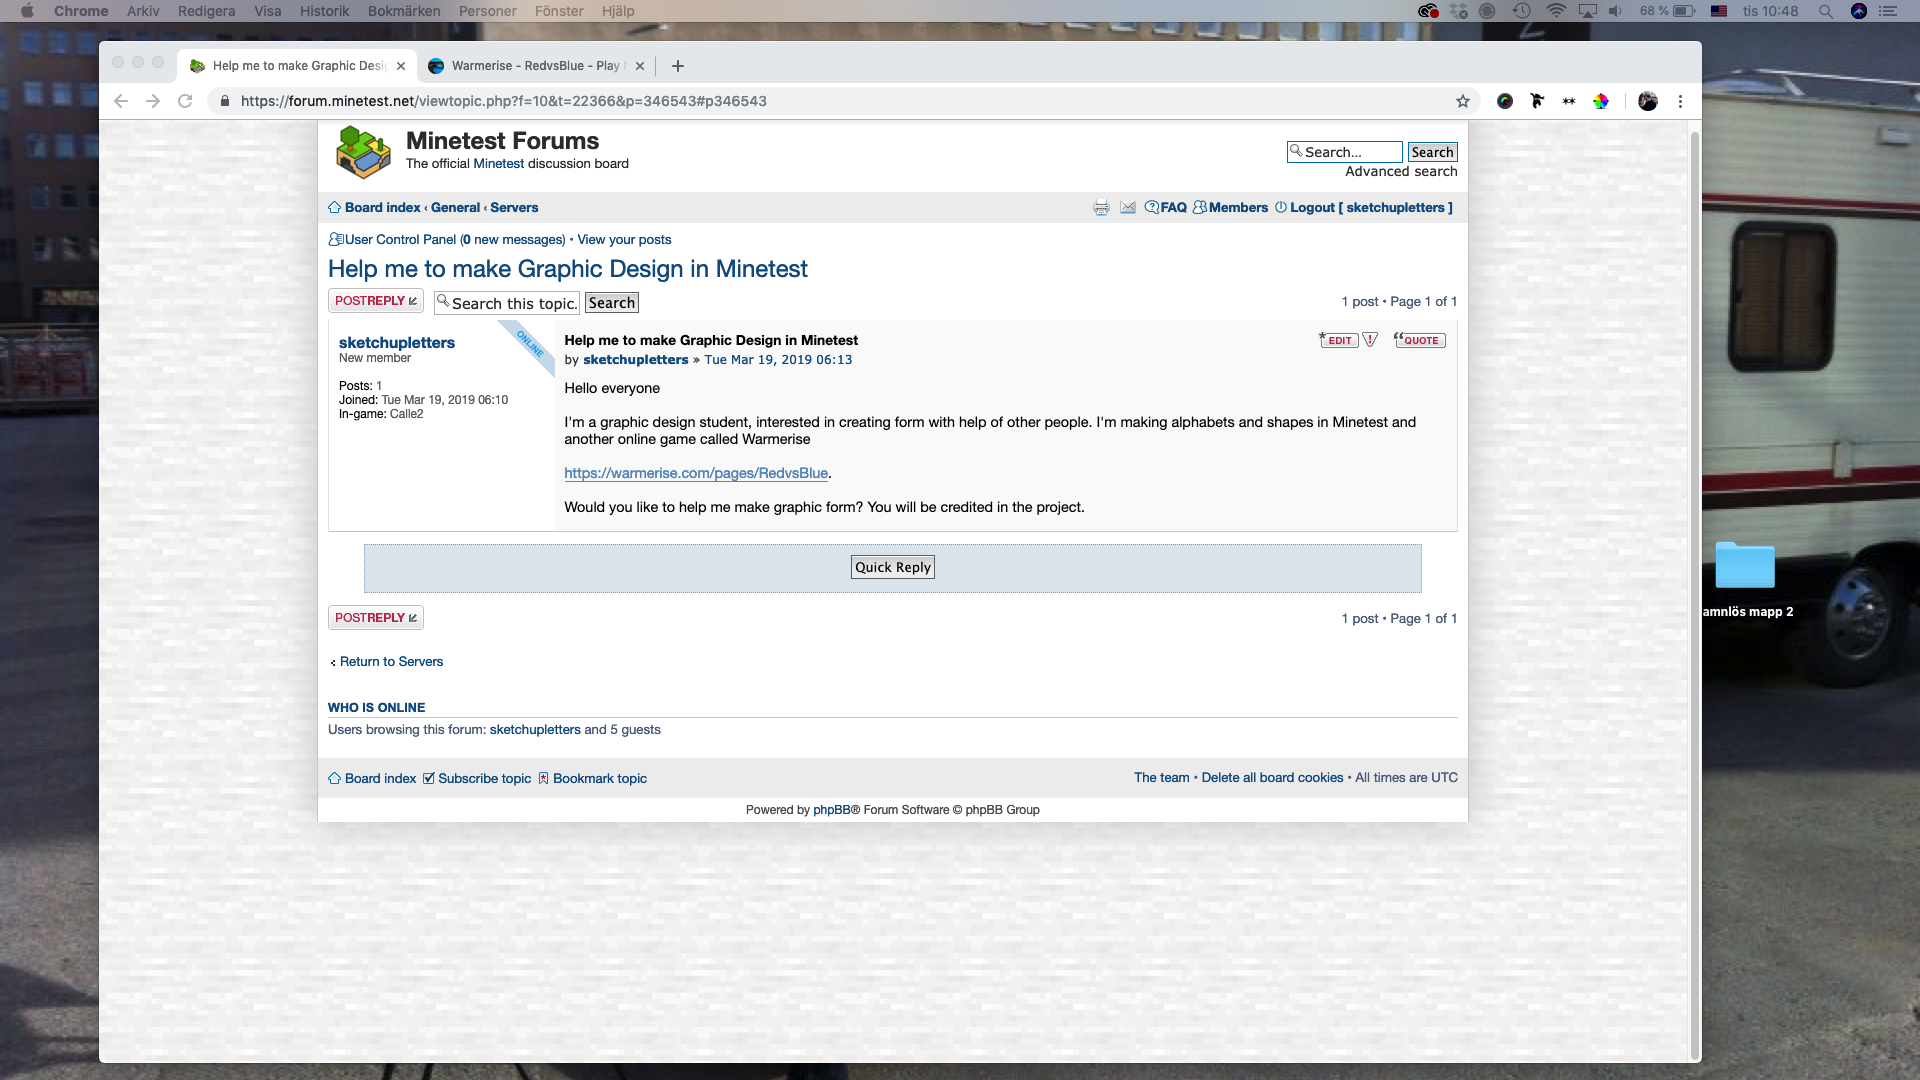 Chrome Arkiv Redigera Visa Historik Bokmärken Personer Fönster Hjälp 68 % tis 10:48
Help me to make Graphic Desi Warmerise - RedvsBlue - Play
https://forum.minetest.net/viewtopic.php?f=10&t=22366&p=346543#p346543
Minetest Forums
The official Minetest discussion board
Search... Search
Advanced search
Board index ‹ General ‹ Servers FAQ Members Logout [ sketchupletters ]
User Control Panel (0 new messages) • View your posts
Help me to make Graphic Design in Minetest
POSTREPLY Search this topic. Search 1 post • Page 1 of 1
sketchupletters
New member
Posts: 1
Joined: Tue Mar 19, 2019 06:10
In-game: Calle2
ONLINE
Help me to make Graphic Design in Minetest
EDIT QUOTE
by sketchupletters » Tue Mar 19, 2019 06:13
Hello everyone
I'm a graphic design student, interested in creating form with help of other people. I'm making alphabets and shapes in Minetest and
another online game called Warmerise
https://warmerise.com/pages/RedvsBlue.
Would you like to help me make graphic form? You will be credited in the project.
Quick Reply
POSTREPLY 1 post • Page 1 of 1
Return to Servers
WHO IS ONLINE
Users browsing this forum: sketchupletters and 5 guests
Board index Subscribe topic Bookmark topic The team • Delete all board cookies • All times are UTC
Powered by phpBB® Forum Software © phpBB Group
amnlös mapp 2